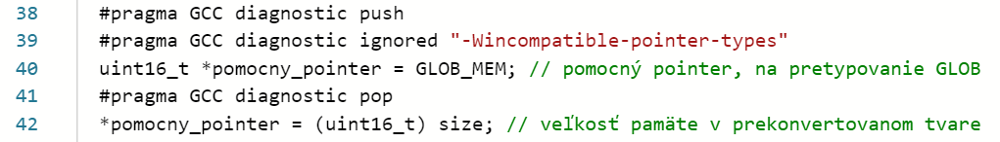 38 #pragma GCC diagnostic push
39 #pragma GCC diagnostic ignored "-Wincompatible-pointer-types"
40 uint16_t *pomocny_pointer = GLOB_MEM; // pomocný pointer, na pretypovanie GLOB
41 #pragma GCC diagnostic pop
42 *pomocny_pointer = (uint16_t) size; // veľkosť pamäte v prekonvertovanom tvare